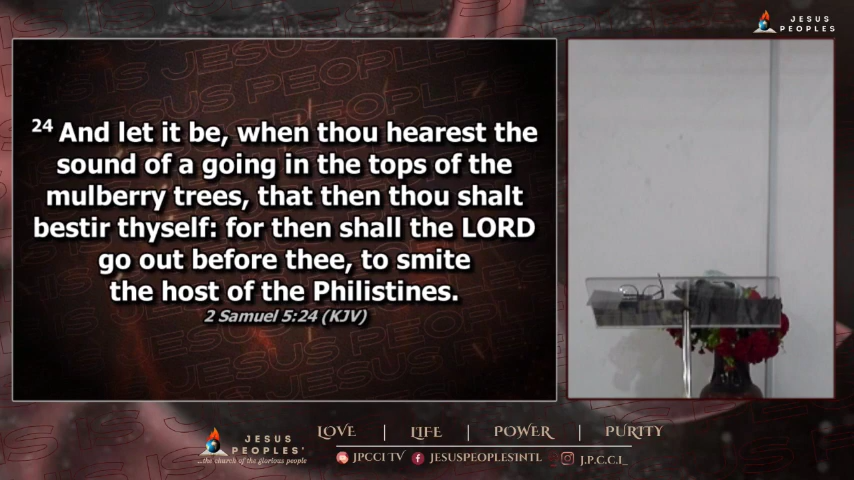 JESUS
PEOPLES
24 And let it be, when thou hearest the
sound of a going in the tops of the
mulberry trees, that then thou shalt
bestir thyself: for then shall the LORD
go out before thee, to smite
the host of the Philistines.
2 Samuel 5:24 (KJV)
LOVE | LIFE | POWER | PURITY
JESUS
PEOPLES'
...the church of the glorious people
JPCCI TV JESUSPEOPLESINTL J.P.C.C.I_